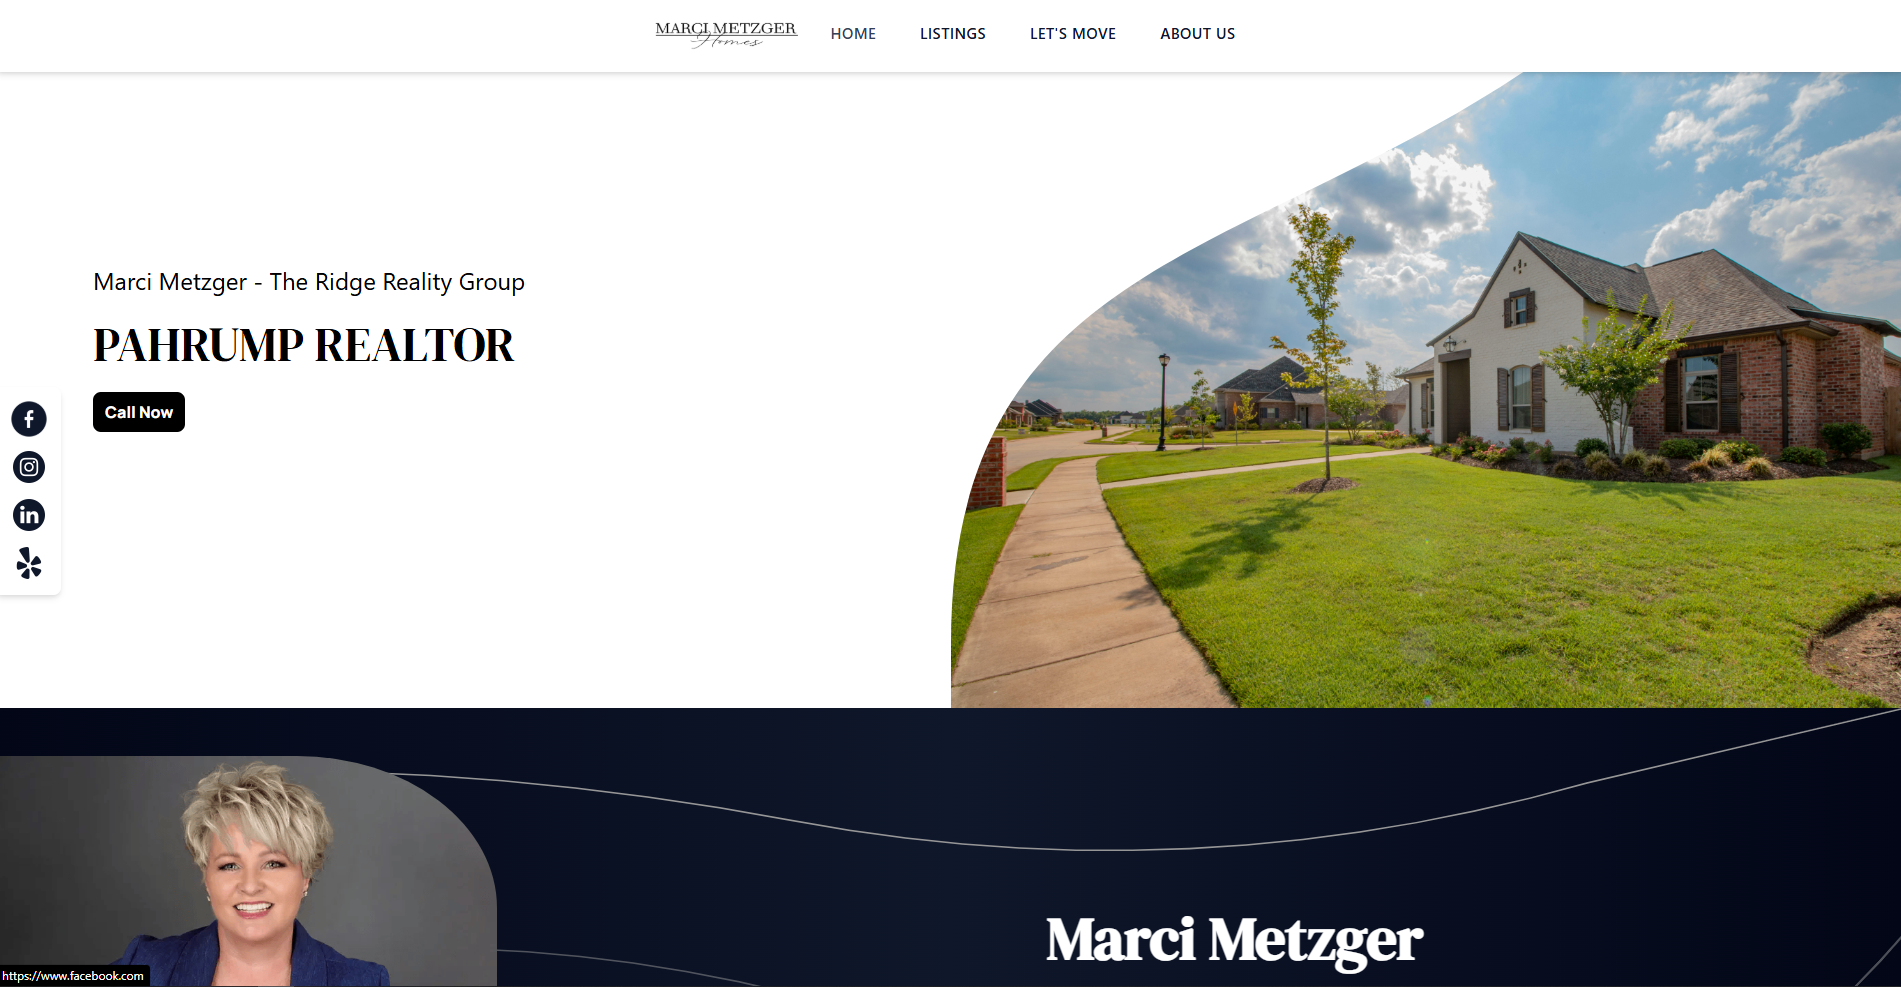 MARCI METZGER
Homes
HOME
LISTINGS
LET'S MOVE
ABOUT US
Marci Metzger - The Ridge Reality Group
PAHRUMP REALTOR
Call Now
Marci Metzger
https://www.facebook.com